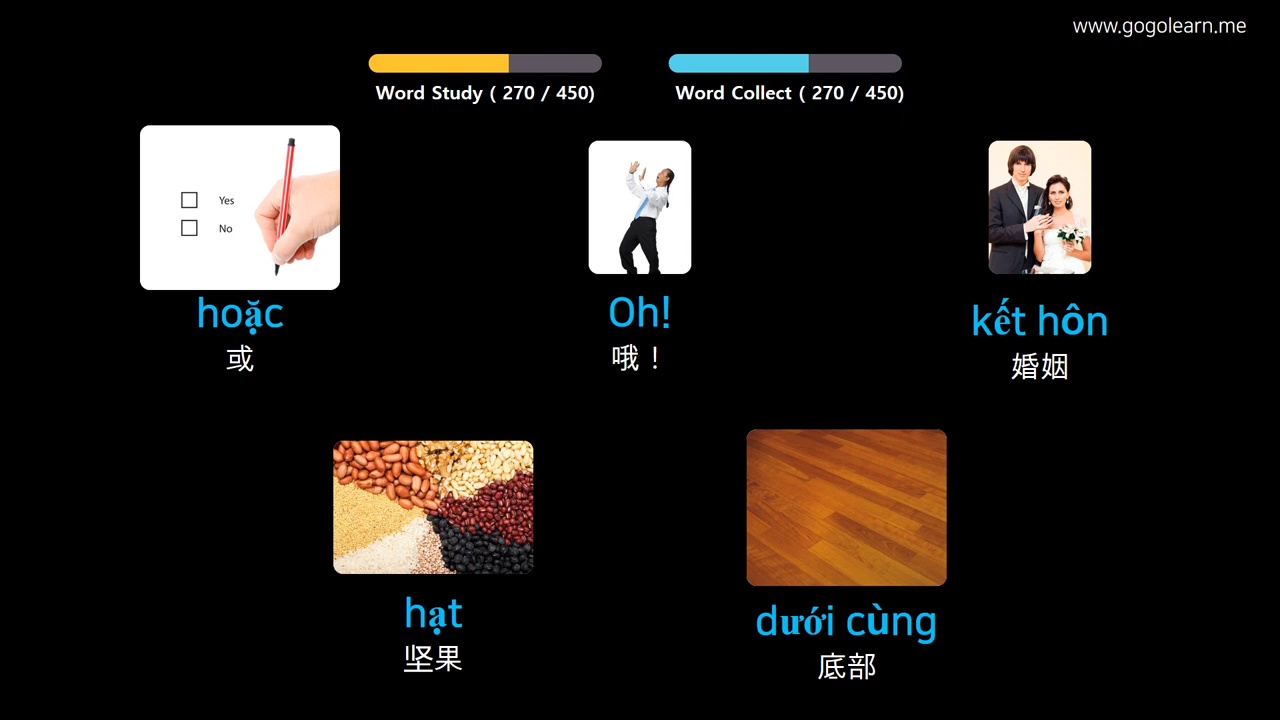 www.gogolearn.me
Word Study ( 270 / 450)
Word Collect ( 270 / 450)
Yes
No
hoặc
或
Oh!
哦！
kết hôn
婚姻
hạt
坚果
dưới cùng
底部